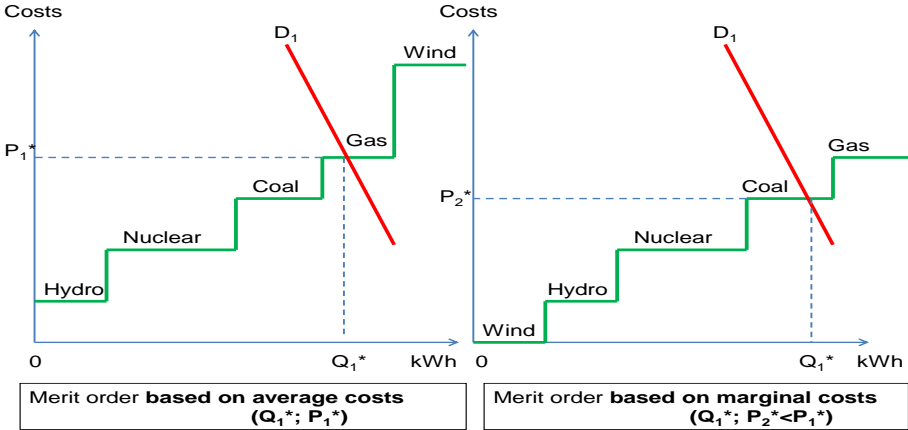 Costs
D₁
Wind
Gas
P₁*
Coal
Nuclear
Hydro
0
Q₁*
kWh
Merit order based on average costs
(Q₁*; P₁*)
Costs
D₁
Gas
Coal
P₂*
Nuclear
Hydro
Wind
0
Q₁*
kWh
Merit order based on marginal costs
(Q₁*; P₂*<P₁*)